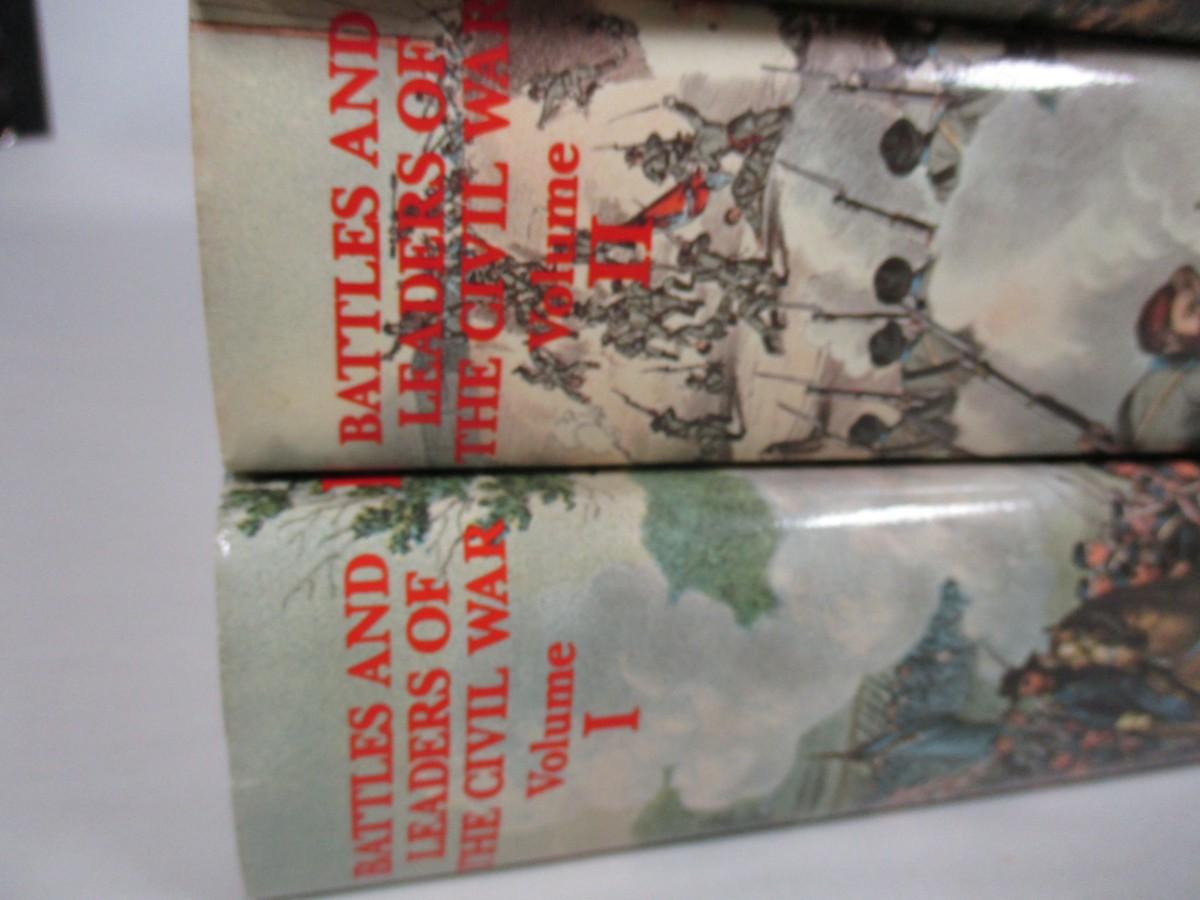 BATTLES AND
LEADERS OF
THE CIVIL WAR
Volume
II
BATTLES AND
LEADERS OF
THE CIVIL WAR
Volume
I